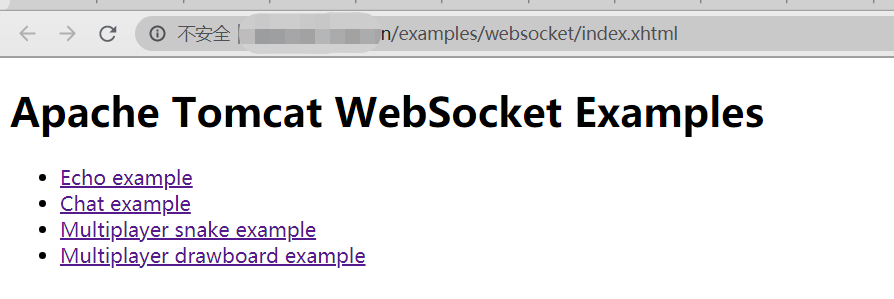 不安全 n/examples/websocket/index.xhtml
Apache Tomcat WebSocket Examples
Echo example
Chat example
Multiplayer snake example
Multiplayer drawboard example